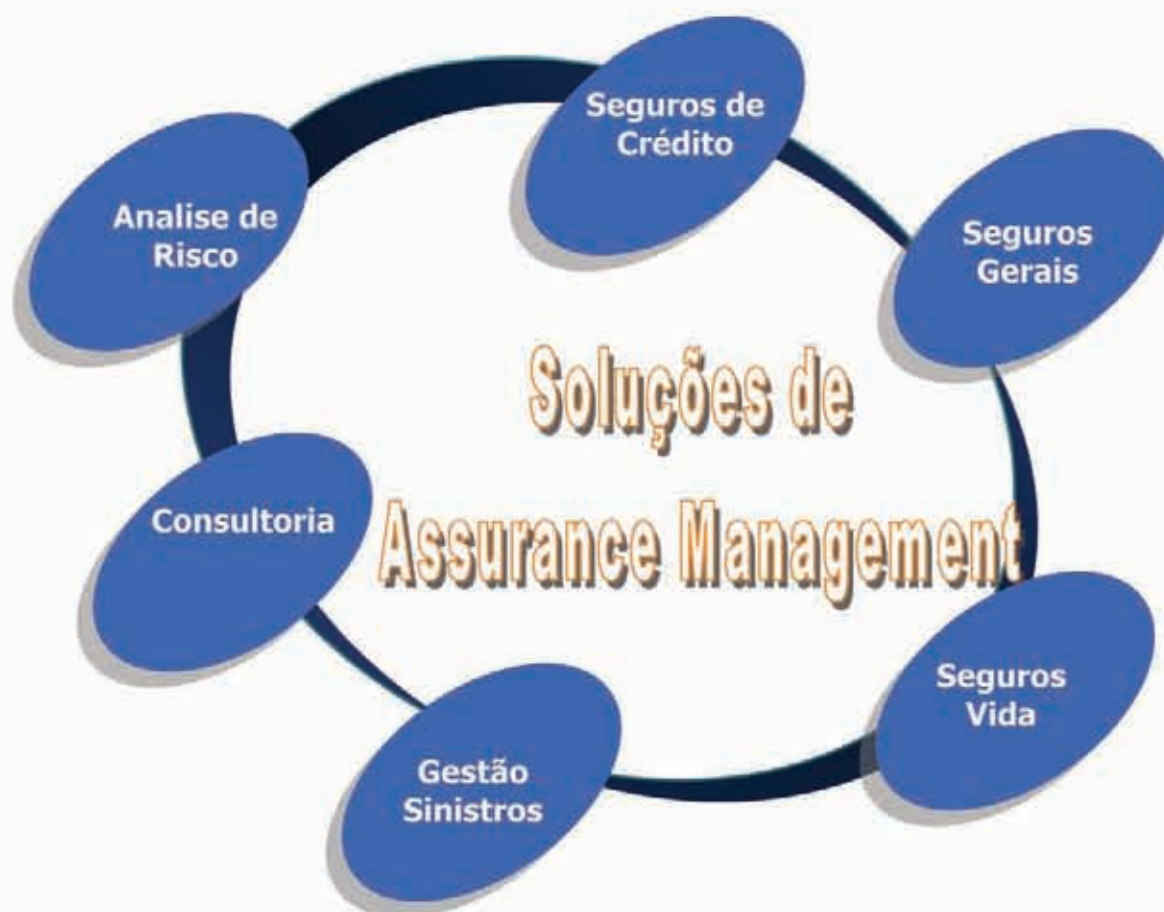 Seguros de
Crédito
Analise de
Risco
Seguros
Gerais
Soluções de
Assurance Management
Consultoria
Seguros
Vida
Gestão
Sinistros